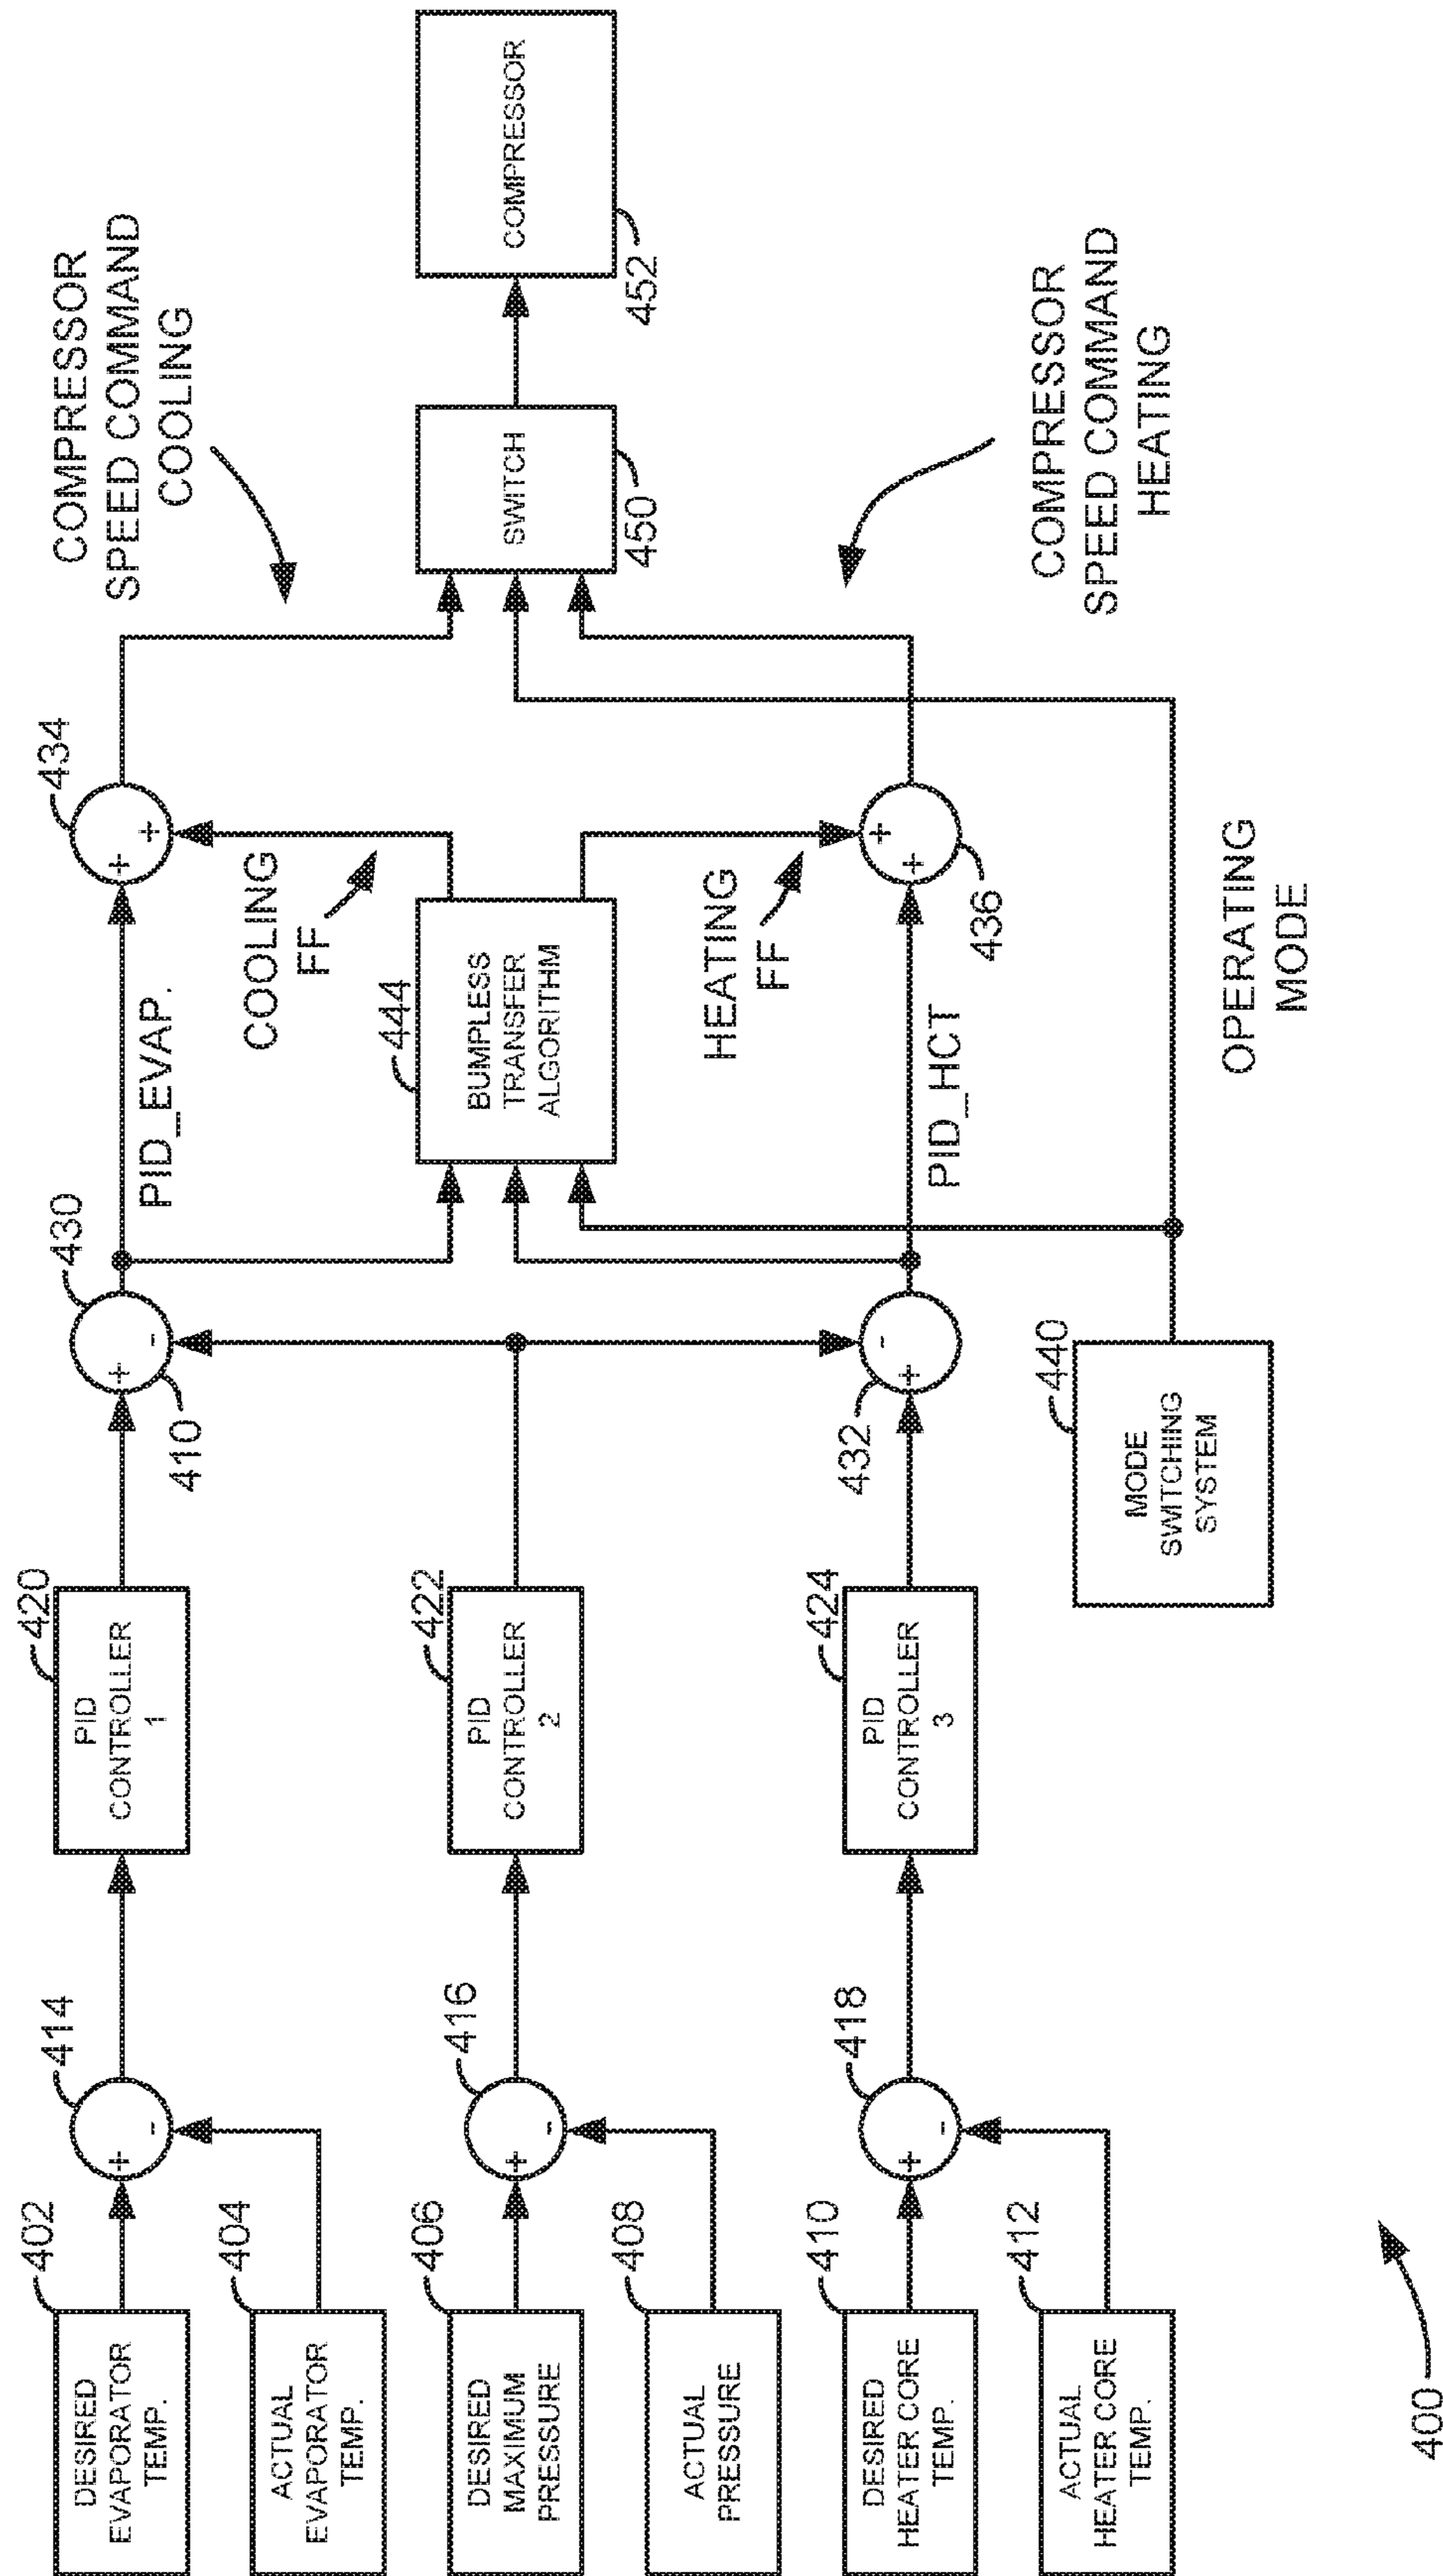 402
DESIRED
EVAPORATOR
TEMP.
404
ACTUAL
EVAPORATOR
TEMP.
406
DESIRED
MAXIMUM
PRESSURE
408
ACTUAL
PRESSURE
410
DESIRED
HEATER CORE
TEMP.
412
ACTUAL
HEATER CORE
TEMP.
414
+
-
416
+
-
418
+
-
420
PID
CONTROLLER
1
422
PID
CONTROLLER
2
424
PID
CONTROLLER
3
430
+
-
410
432
+
-
440
MODE
SWITCHING
SYSTEM
PID_EVAP.
COOLING
FF
444
BUMPLESS
TRANSFER
ALGORITHM
HEATING
FF
PID_HCT
434
+
+
436
+
+
OPERATING
MODE
COMPRESSOR
SPEED COMMAND
COOLING
SWITCH
450
COMPRESSOR
SPEED COMMAND
HEATING
COMPRESSOR
452
400